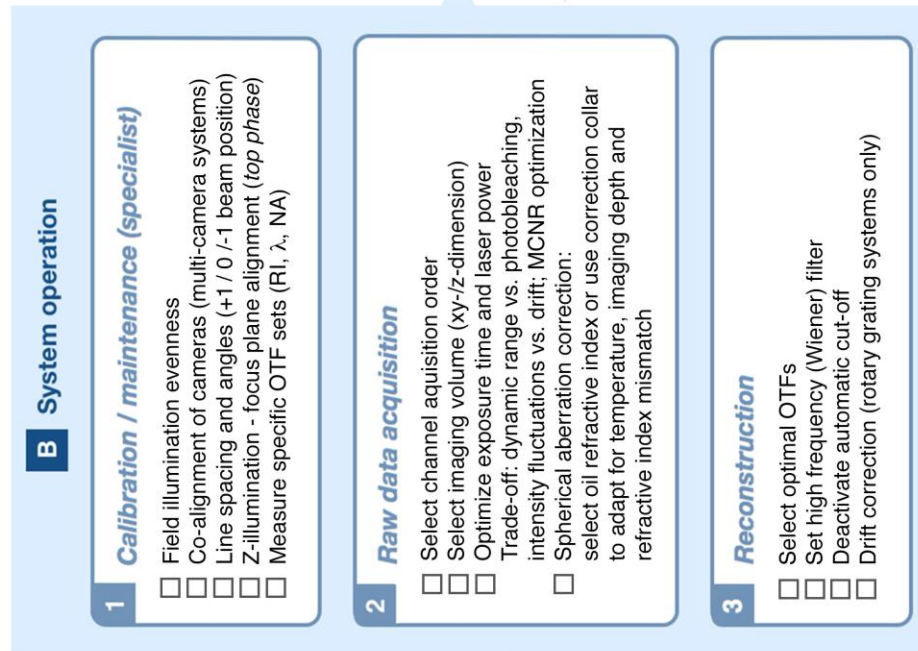 B System operation
1 Calibration / maintenance (specialist)
☐ Field illumination evenness
☐ Co-alignment of cameras (multi-camera systems)
☐ Line spacing and angles (+1 / 0 /-1 beam position)
☐ Z-illumination - focus plane alignment (top phase)
☐ Measure specific OTF sets (RI, λ, NA)
2 Raw data acquisition
☐ Select channel aquisition order
☐ Select imaging volume (xy-/z-dimension)
☐ Optimize exposure time and laser power
Trade-off: dynamic range vs. photobleaching,
intensity fluctuations vs. drift; MCNR optimization
☐ Spherical aberration correction:
select oil refractive index or use correction collar
to adapt for temperature, imaging depth and
refractive index mismatch
3 Reconstruction
☐ Select optimal OTFs
☐ Set high frequency (Wiener) filter
☐ Deactivate automatic cut-off
☐ Drift correction (rotary grating systems only)